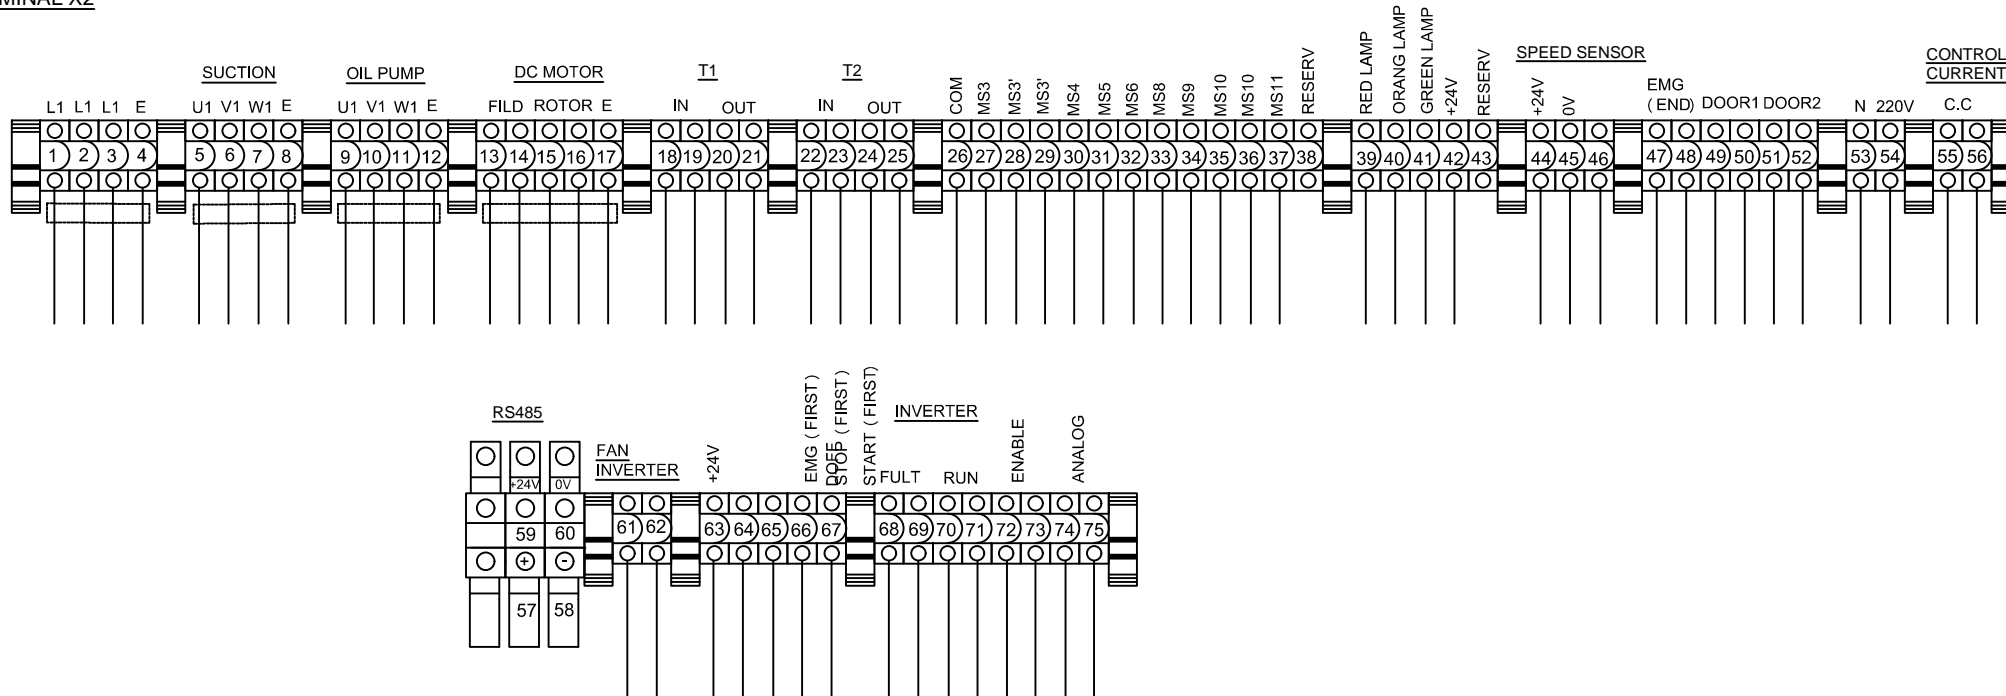 MINAL X2
SUCTION OIL PUMP DC MOTOR T1 T2 SPEED SENSOR CONTROL
CURRENT
L1 L1 L1 E U1 V1 W1 E U1 V1 W1 E FILD ROTOR E IN OUT IN OUT COM MS3 MS3' MS3' MS4 MS5 MS6 MS8 MS9 MS10 MS10 MS11 RESERV RED LAMP ORANG LAMP GREEN LAMP +24V RESERV +24V 0V EMG
( END) DOOR1 DOOR2 N 220V C.C
1 2 3 4 5 6 7 8 9 10 11 12 13 14 15 16 17 18 19 20 21 22 23 24 25 26 27 28 29 30 31 32 33 34 35 36 37 38 39 40 41 42 43 44 45 46 47 48 49 50 51 52 53 54 55 56
RS485
FAN
INVERTER
+24V EMG ( FIRST ) DOFF STOP ( FIRST ) START ( FIRST)
INVERTER
FULT RUN ENABLE ANALOG
+24V 0V
59 60 61 62 63 64 65 66 67 68 69 70 71 72 73 74 75
+ -
57 58